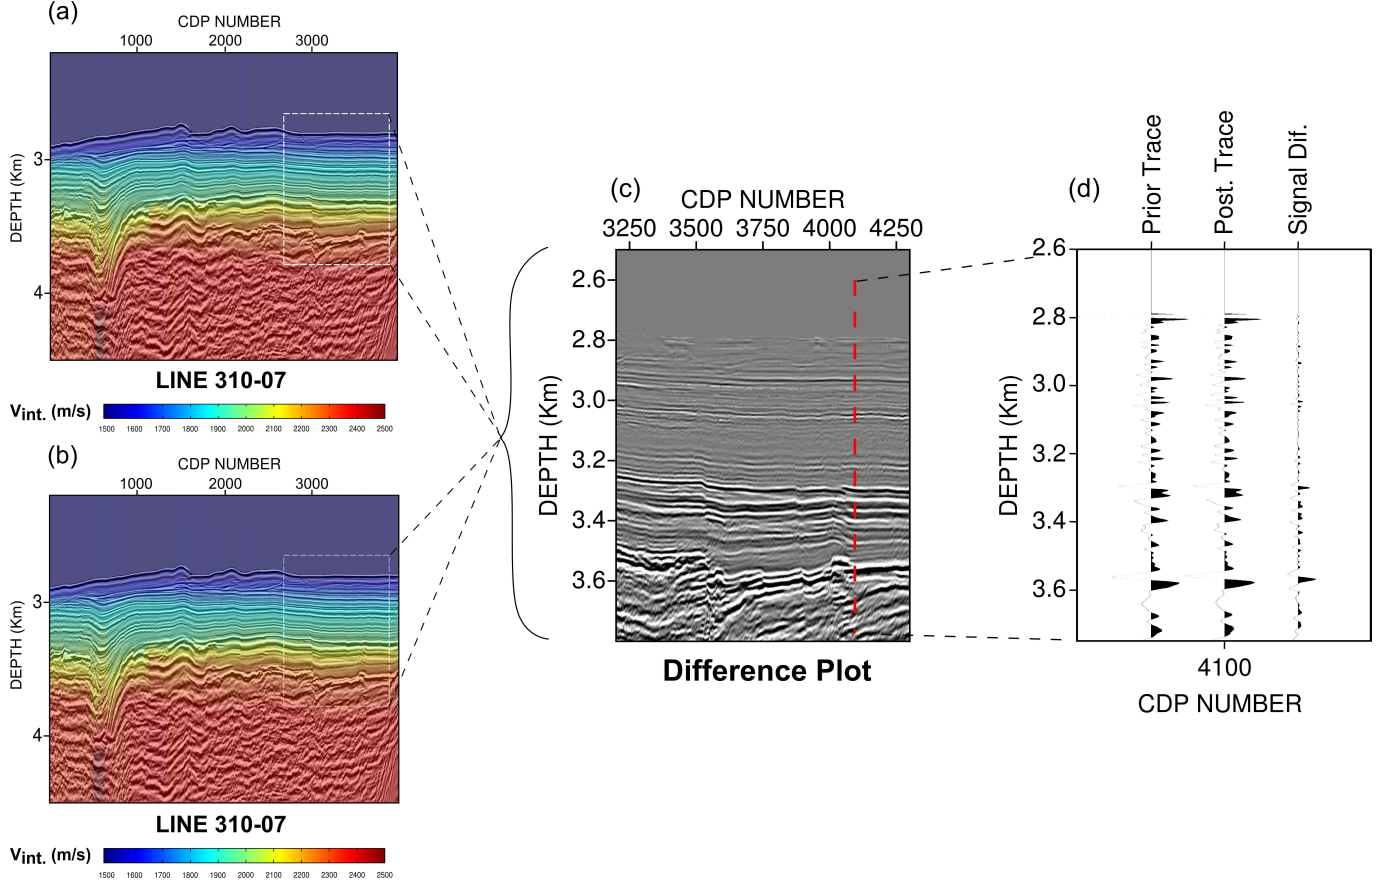 (a)
CDP NUMBER
1000 2000 3000
DEPTH (Km)
3
4
LINE 310-07
Vint. (m/s)
1500 1600 1700 1800 1900 2000 2100 2200 2300 2400 2500
(b)
CDP NUMBER
1000 2000 3000
DEPTH (Km)
3
4
LINE 310-07
Vint. (m/s)
1500 1600 1700 1800 1900 2000 2100 2200 2300 2400 2500
(c)
CDP NUMBER
3250 3500 3750 4000 4250
DEPTH (Km)
2.6
2.8
3.0
3.2
3.4
3.6
Difference Plot
(d)
Prior Trace
Post. Trace
Signal Dif.
DEPTH (Km)
2.6
2.8
3.0
3.2
3.4
3.6
4100
CDP NUMBER